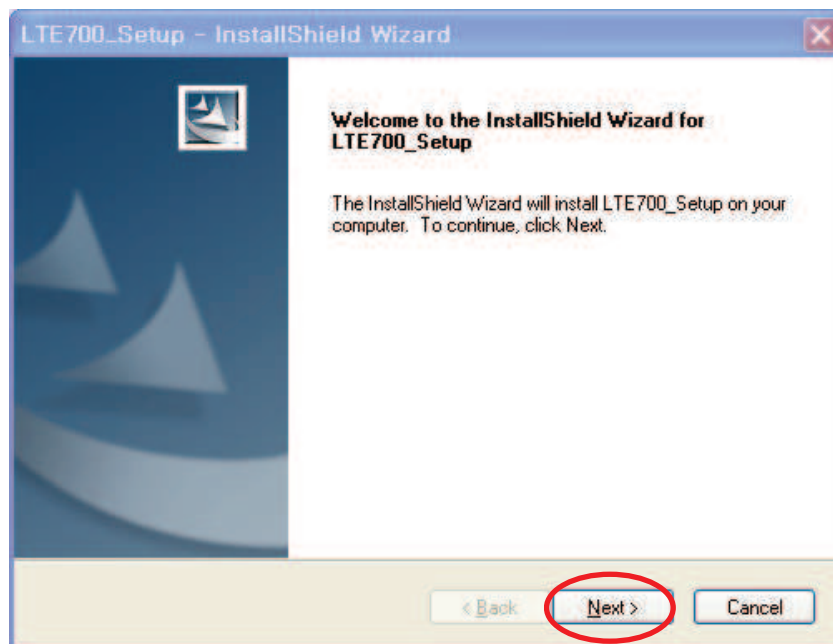 LTE700_Setup - InstallShield Wizard
Welcome to the InstallShield Wizard for
LTE700_Setup
The InstallShield Wizard will install LTE700_Setup on your
computer. To continue, click Next.
< Back
Next >
Cancel